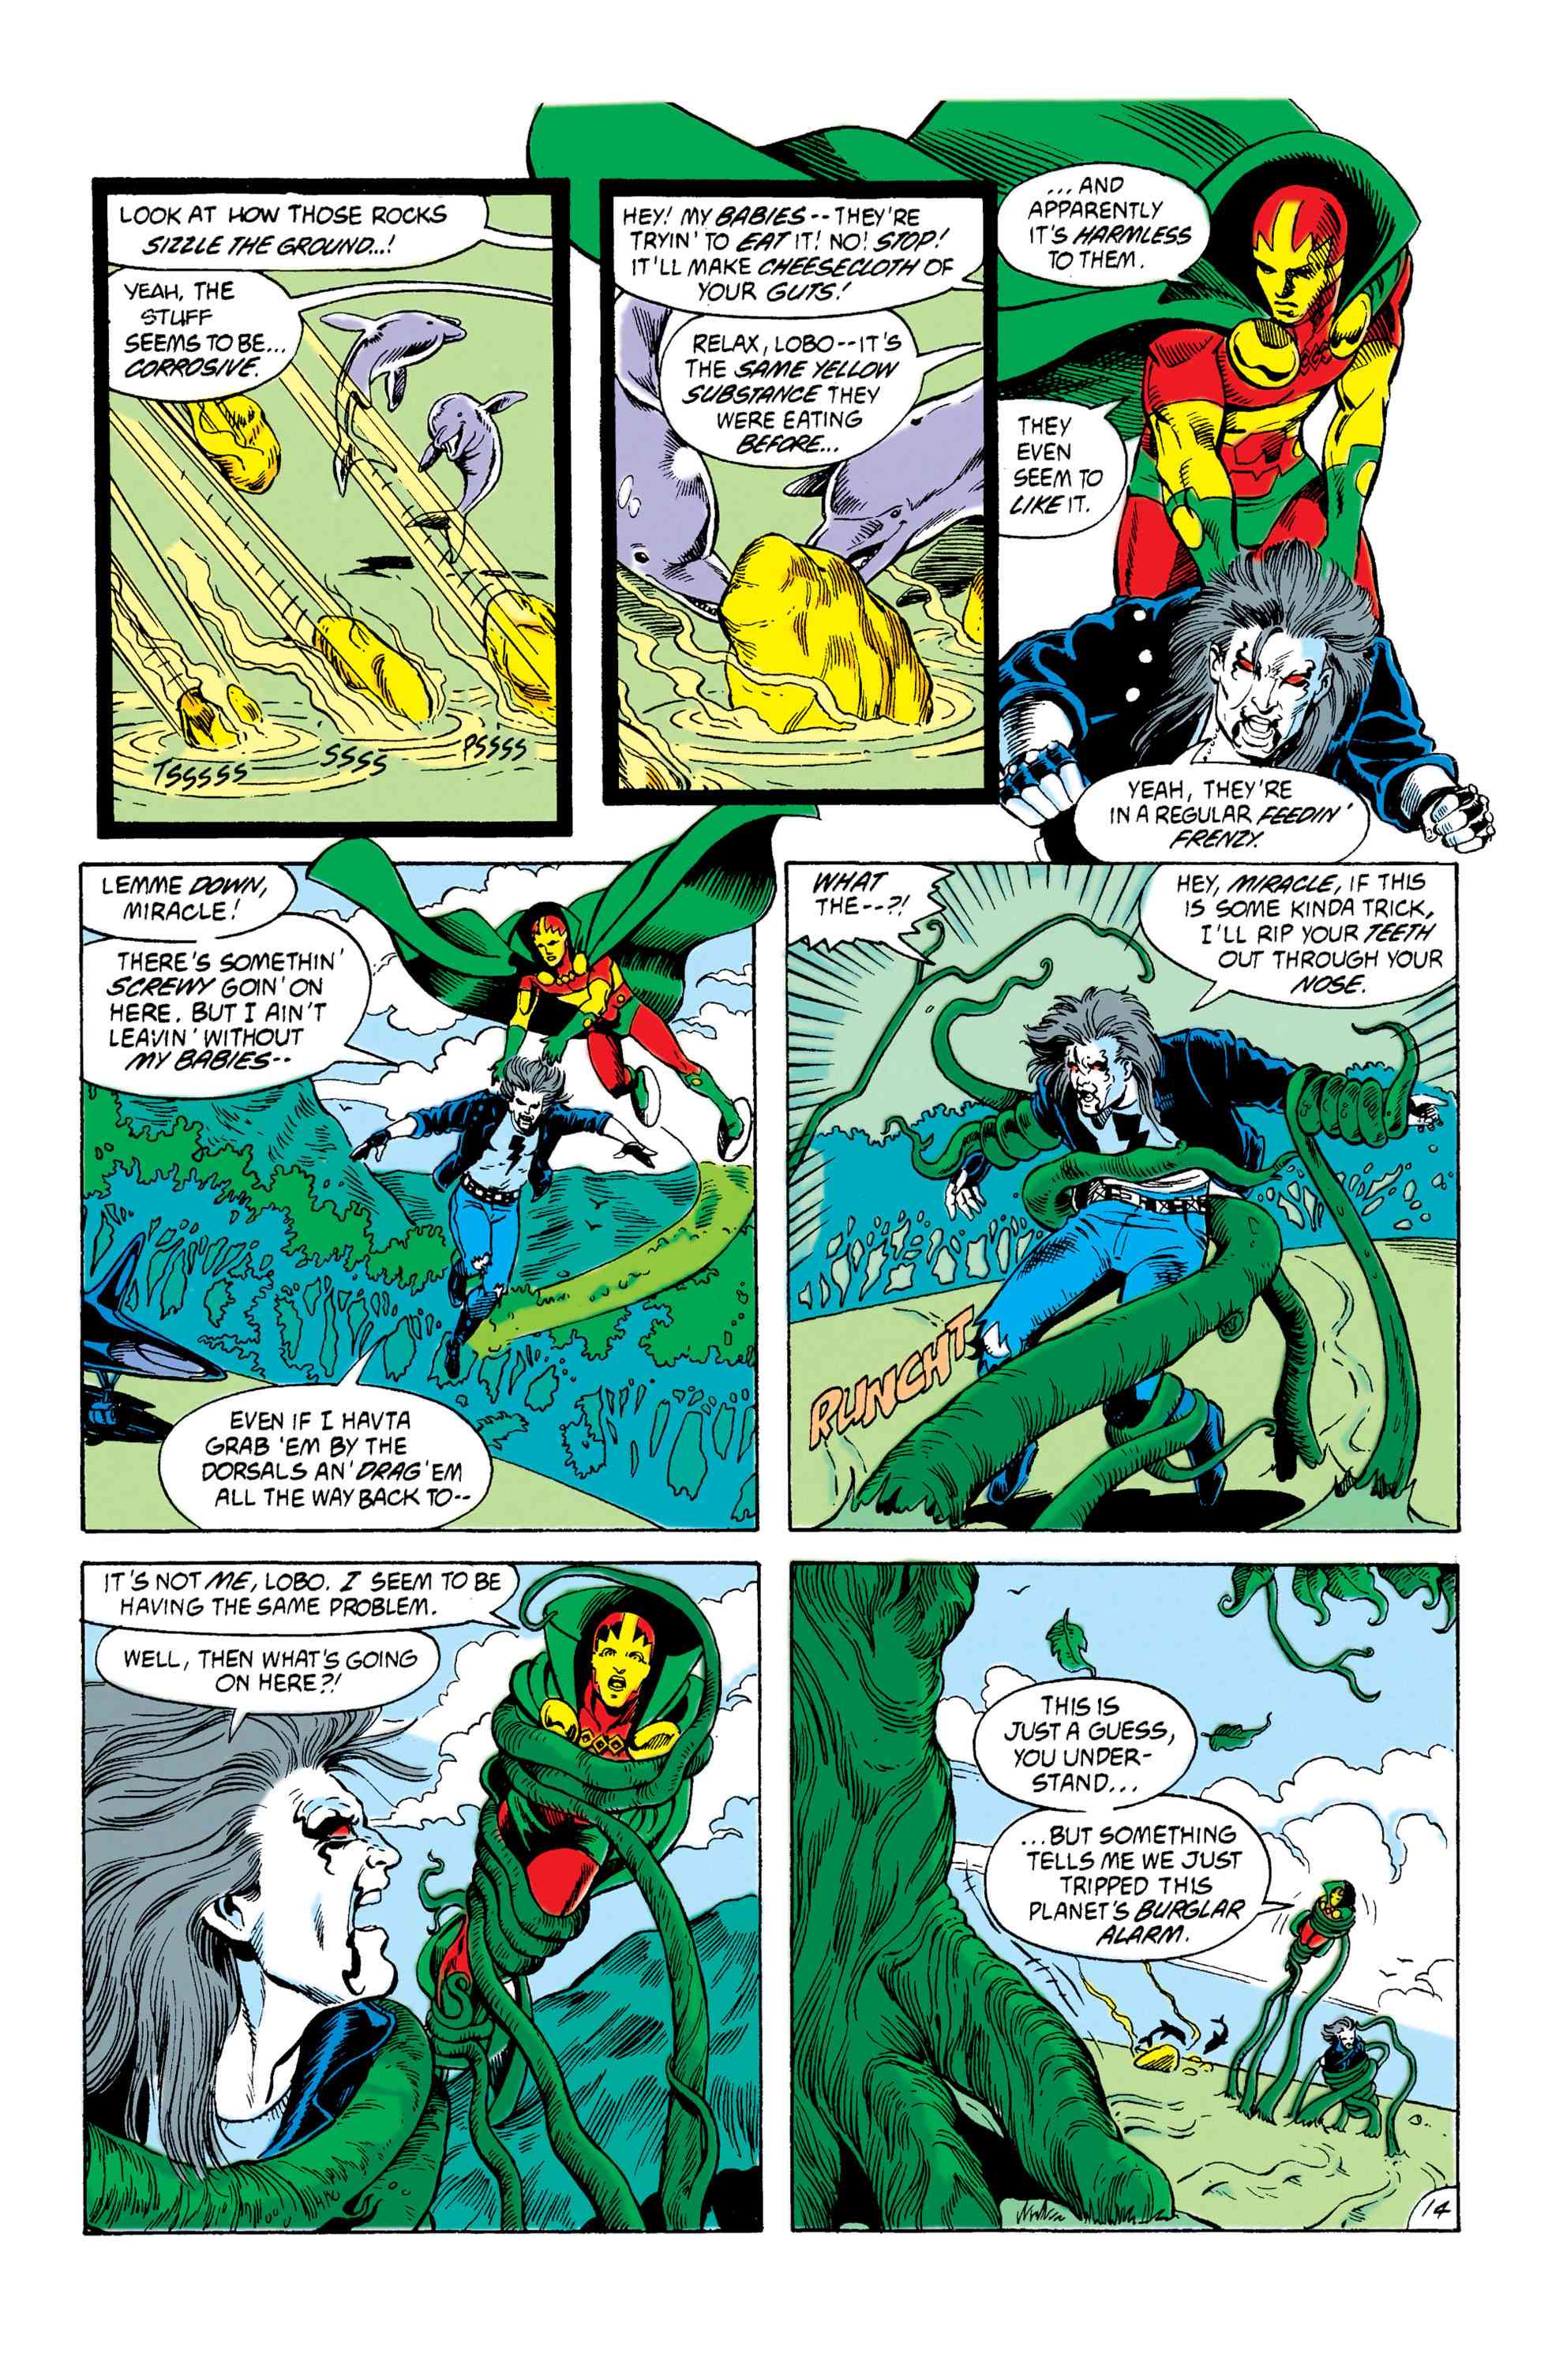 LOOK AT HOW THOSE ROCKS
SIZZLE THE GROUND...!
YEAH, THE
STUFF
SEEMS TO BE...
CORROSIVE.
TSSSSS
SSSS
PSSSS
HEY! MY BABIES--THEY'RE
TRYIN' TO EAT IT! NO! STOP!
IT'LL MAKE CHEESECLOTH OF
YOUR GUTS!
RELAX, LOBO--IT'S
THE SAME YELLOW
SUBSTANCE THEY
WERE EATING
BEFORE...
...AND
APPARENTLY
IT'S HARMLESS
TO THEM.
THEY
EVEN
SEEM TO
LIKE IT.
YEAH, THEY'RE
IN A REGULAR FEEDIN'
FRENZY.
LEMME DOWN,
MIRACLE!
THERE'S SOMETHIN'
SCREWY GOIN' ON
HERE. BUT I AIN'T
LEAVIN' WITHOUT
MY BABIES--
EVEN IF I HAVTA
GRAB 'EM BY THE
DORSALS AN' DRAG 'EM
ALL THE WAY BACK TO--
WHAT
THE--?!
HEY, MIRACLE, IF THIS
IS SOME KINDA TRICK,
I'LL RIP YOUR TEETH
OUT THROUGH YOUR
NOSE.
RUNCHT
IT'S NOT ME, LOBO. I SEEM TO BE
HAVING THE SAME PROBLEM.
WELL, THEN WHAT'S GOING
ON HERE?!
THIS IS
JUST A GUESS,
YOU UNDER-
STAND...
...BUT SOMETHING
TELLS ME WE JUST
TRIPPED THIS
PLANET'S BURGLAR
ALARM.
14